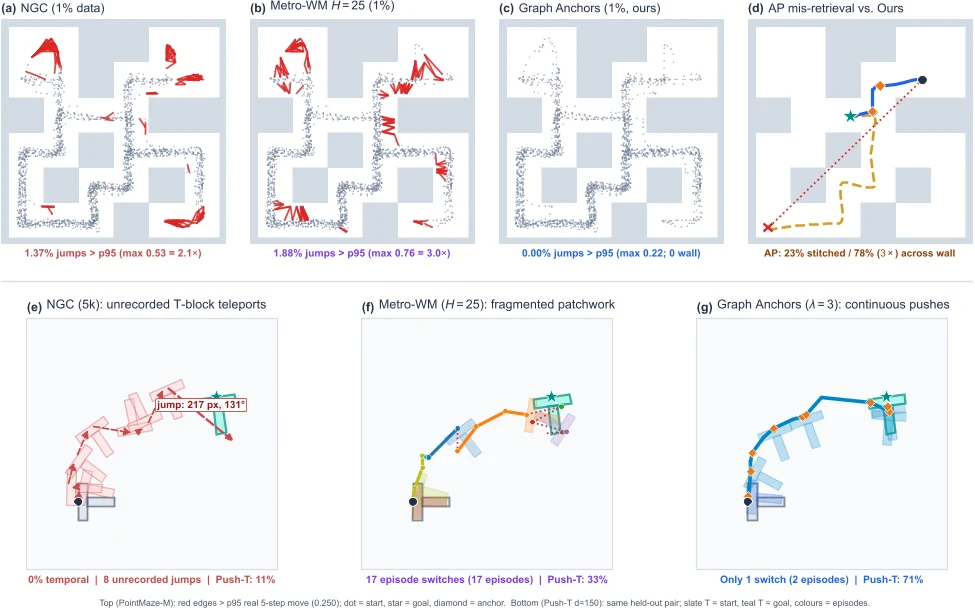 (a) NGC (1% data)
(b) Metro-WM H = 25 (1%)
(c) Graph Anchors (1%, ours)
(d) AP mis-retrieval vs. Ours
1.37% jumps > p95 (max 0.53 = 2.1×)
1.88% jumps > p95 (max 0.76 = 3.0×)
0.00% jumps > p95 (max 0.22; 0 wall)
AP: 23% stitched / 78% (3×) across wall
(e) NGC (5k): unrecorded T-block teleports
(f) Metro-WM (H = 25): fragmented patchwork
(g) Graph Anchors (λ = 3): continuous pushes
jump: 217 px, 131°
0% temporal | 8 unrecorded jumps | Push-T: 11%
17 episode switches (17 episodes) | Push-T: 33%
Only 1 switch (2 episodes) | Push-T: 71%
Top (PointMaze-M): red edges > p95 real 5-step move (0.250); dot = start, star = goal, diamond = anchor. Bottom (Push-T d=150): same held-out pair; slate T = start, teal T = goal, colours = episodes.